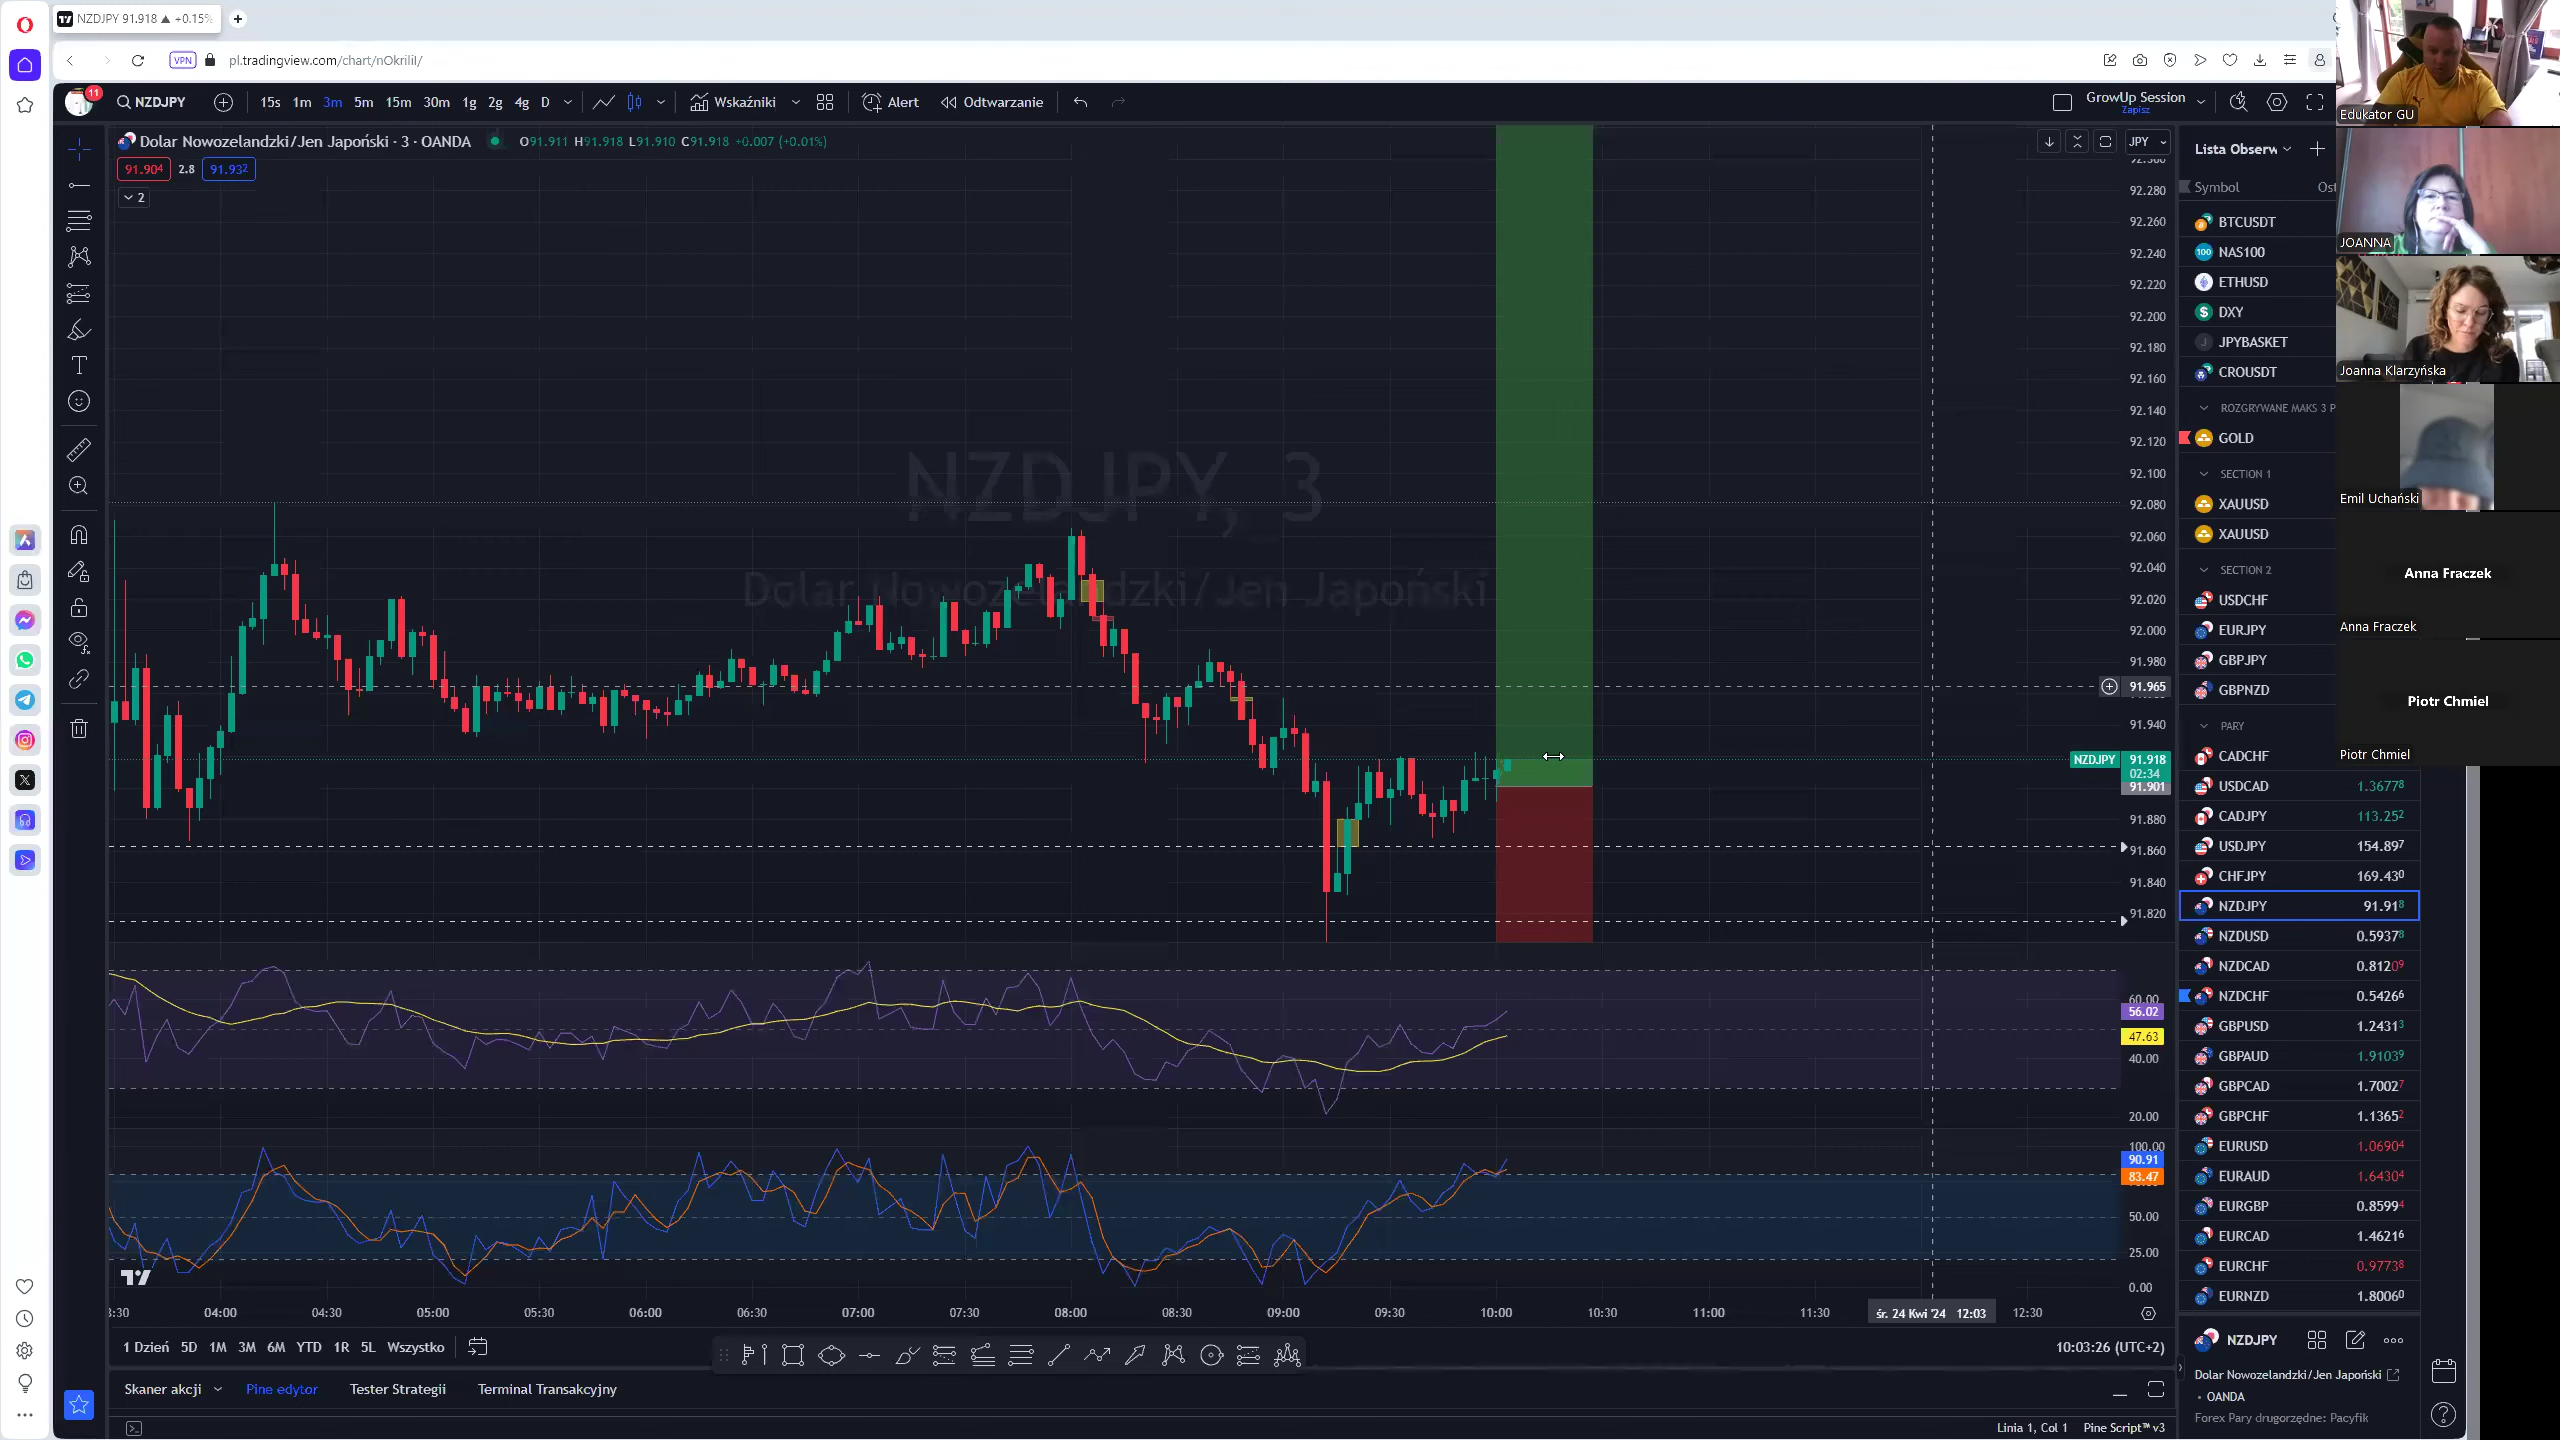 NZDJPY 91.918 ▲ +0.15%
VPN
pl.tradingview.com/chart/nOkriliI/
11
NZDJPY
15s 1m 3m 5m 15m 30m 1g 2g 4g D
Wskaźniki
Alert
Odtwarzanie
GrowUp Session
Zapisz
Dolar Nowozelandzki/Jen Japoński · 3 · OANDA
O91.911 H91.918 L91.910 C91.918 +0.007 (+0.01%)
91.904 2.8 91.932
2
JPY
NZDJPY, 3
Dolar Nowozelandzki/Jen Japoński
92.280
92.260
92.240
92.220
92.200
92.180
92.160
92.140
92.120
92.100
92.080
92.060
92.040
92.020
92.000
91.980
91.965
91.940
NZDJPY 91.918
02:34
91.901
91.880
91.860
91.840
91.820
60.00
56.02
47.63
40.00
20.00
100.00
90.91
83.47
50.00
25.00
0.00
04:00 04:30 05:00 05:30 06:00 06:30 07:00 07:30 08:00 08:30 09:00 09:30 10:00 10:30 11:00 11:30 śr. 24 Kwi '24 12:03 12:30
1 Dzień 5D 1M 3M 6M YTD 1R 5L Wszystko
10:03:26 (UTC+2)
Skaner akcji Pine edytor Tester Strategii Terminal Transakcyjny
Linia 1, Col 1 Pine Script™ v3
Lista Obserw
Symbol Ost
BTCUSDT
NAS100
ETHUSD
DXY
JPYBASKET
CROUSDT
ROZGRYWANE MAKS 3 P
GOLD
SECTION 1
XAUUSD
XAUUSD
SECTION 2
USDCHF
EURJPY
GBPJPY
GBPNZD
PARY
CADCHF
USDCAD 1.36778
CADJPY 113.252
USDJPY 154.897
CHFJPY 169.430
NZDJPY 91.918
NZDUSD 0.59378
NZDCAD 0.81209
NZDCHF 0.54266
GBPUSD 1.24313
GBPAUD 1.91039
GBPCAD 1.70027
GBPCHF 1.13652
EURUSD 1.06904
EURAUD 1.64304
EURGBP 0.85994
EURCAD 1.46216
EURCHF 0.97738
EURNZD 1.80060
NZDJPY
Dolar Nowozelandzki/Jen Japoński
• OANDA
Forex Pary drugorzędne: Pacyfik
Edukator GU
JOANNA
Joanna Klarzyńska
Emil Uchański
Anna Fraczek
Anna Fraczek
Piotr Chmiel
Piotr Chmiel